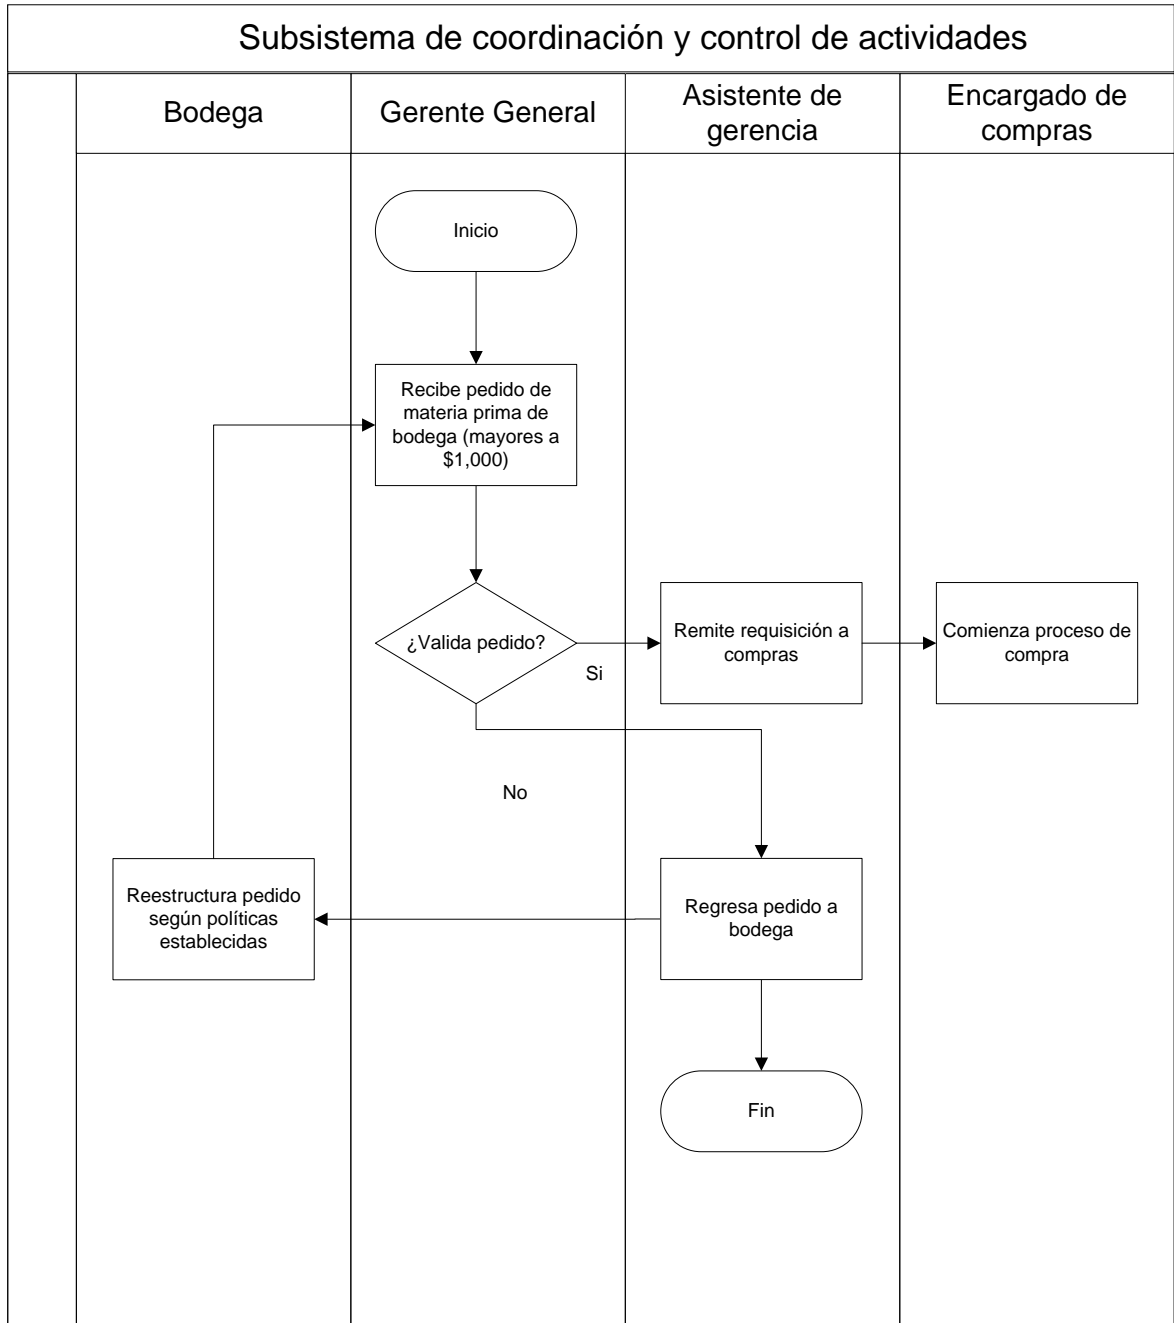 Subsistema de coordinación y control de actividades
Bodega
Gerente General
Asistente de
gerencia
Encargado de
compras
Inicio
Recibe pedido de
materia prima de
bodega (mayores a
$1,000)
¿Valida pedido?
Si
Remite requisición a
compras
Comienza proceso de
compra
No
Reestructura pedido
según políticas
establecidas
Regresa pedido a
bodega
Fin